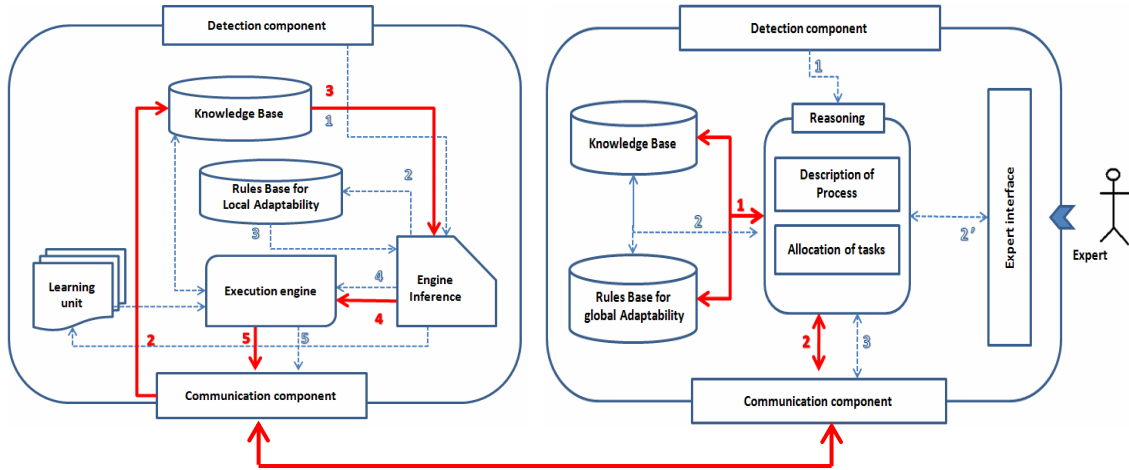 Detection component
3
Knowledge Base
1
2
Rules Base for
Local Adaptability
3
4
Engine
Inference
Learning
unit
Execution engine
4
2
5
5
Communication component
Detection component
1
Reasoning
Knowledge Base
Description of
Process
1
2
2'
Allocation of tasks
Expert interface
Expert
Rules Base for
global Adaptability
2
3
Communication component